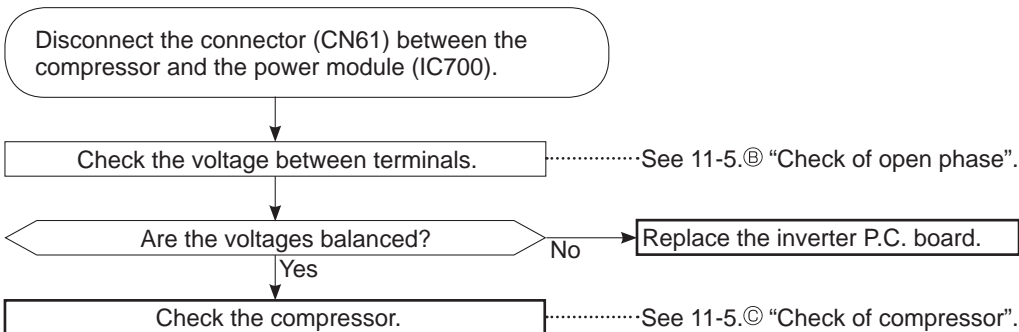 Disconnect the connector (CN61) between the
compressor and the power module (IC700).
Check the voltage between terminals.
See 11-5.Ⓑ “Check of open phase”.
Are the voltages balanced?
No
Replace the inverter P.C. board.
Yes
Check the compressor.
See 11-5.Ⓒ “Check of compressor”.